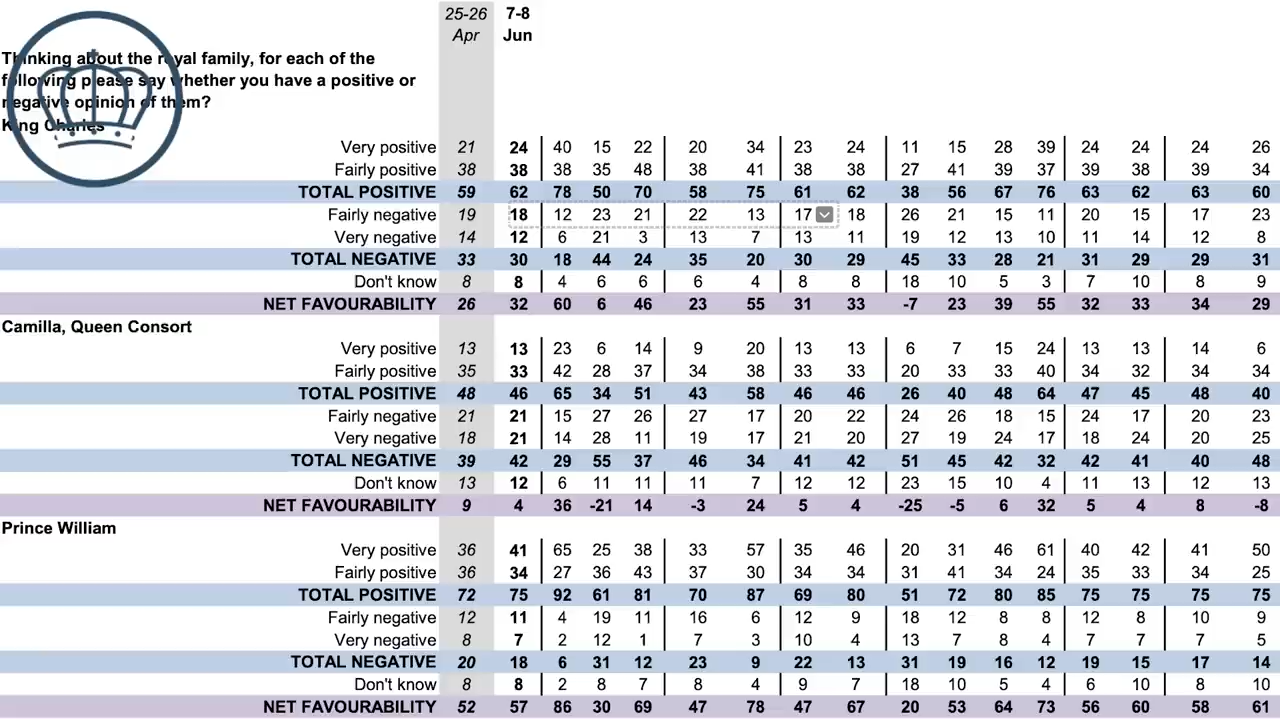 25-26 7-8
Apr Jun
Thinking about the royal family, for each of the
following please say whether you have a positive or
negative opinion of them?
King Charles
Very positive 21 24 40 15 22 20 34 23 24 11 15 28 39 24 24 24 26
Fairly positive 38 38 38 35 48 38 41 38 38 27 41 39 37 39 38 39 34
TOTAL POSITIVE 59 62 78 50 70 58 75 61 62 38 56 67 76 63 62 63 60
Fairly negative 19 18 12 23 21 22 13 17 18 26 21 15 11 20 15 17 23
Very negative 14 12 6 21 3 13 7 13 11 19 12 13 10 11 14 12 8
TOTAL NEGATIVE 33 30 18 44 24 35 20 30 29 45 33 28 21 31 29 29 31
Don't know 8 8 4 6 6 6 4 8 8 18 10 5 3 7 10 8 9
NET FAVOURABILITY 26 32 60 6 46 23 55 31 33 -7 23 39 55 32 33 34 29
Camilla, Queen Consort
Very positive 13 13 23 6 14 9 20 13 13 6 7 15 24 13 13 14 6
Fairly positive 35 33 42 28 37 34 38 33 33 20 33 33 40 34 32 34 34
TOTAL POSITIVE 48 46 65 34 51 43 58 46 46 26 40 48 64 47 45 48 40
Fairly negative 21 21 15 27 26 27 17 20 22 24 26 18 15 24 17 20 23
Very negative 18 21 14 28 11 19 17 21 20 27 19 24 17 18 24 20 25
TOTAL NEGATIVE 39 42 29 55 37 46 34 41 42 51 45 42 32 42 41 40 48
Don't know 13 12 6 11 11 11 7 12 12 23 15 10 4 11 13 12 13
NET FAVOURABILITY 9 4 36 -21 14 -3 24 5 4 -25 -5 6 32 5 4 8 -8
Prince William
Very positive 36 41 65 25 38 33 57 35 46 20 31 46 61 40 42 41 50
Fairly positive 36 34 27 36 43 37 30 34 34 31 41 34 24 35 33 34 25
TOTAL POSITIVE 72 75 92 61 81 70 87 69 80 51 72 80 85 75 75 75 75
Fairly negative 12 11 4 19 11 16 6 12 9 18 12 8 8 12 8 10 9
Very negative 8 7 2 12 1 7 3 10 4 13 7 8 4 7 7 7 5
TOTAL NEGATIVE 20 18 6 31 12 23 9 22 13 31 19 16 12 19 15 17 14
Don't know 8 8 2 8 7 8 4 9 7 18 10 5 4 6 10 8 10
NET FAVOURABILITY 52 57 86 30 69 47 78 47 67 20 53 64 73 56 60 58 61